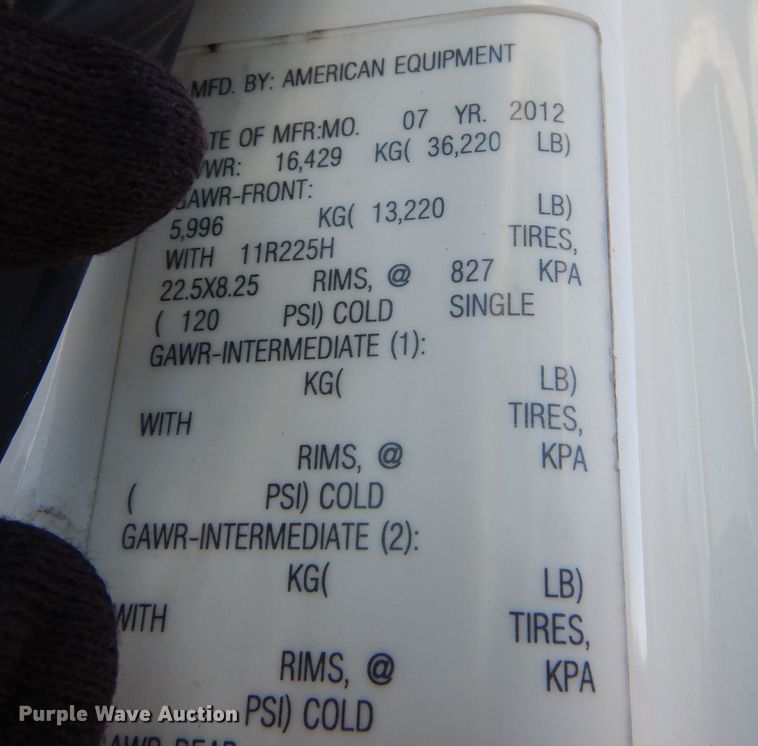 MFD. BY: AMERICAN EQUIPMENT
TE OF MFR:MO. 07 YR. 2012
VWR: 16,429 KG( 36,220 LB)
GAWR-FRONT:
5,996 KG( 13,220 LB)
WITH 11R225H TIRES,
22.5X8.25 RIMS, @ 827 KPA
( 120 PSI) COLD SINGLE
GAWR-INTERMEDIATE (1):
KG( LB)
WITH TIRES,
RIMS, @ KPA
( PSI) COLD
GAWR-INTERMEDIATE (2):
KG( LB)
WITH TIRES,
RIMS, @ KPA
PSI) COLD
Purple Wave Auction